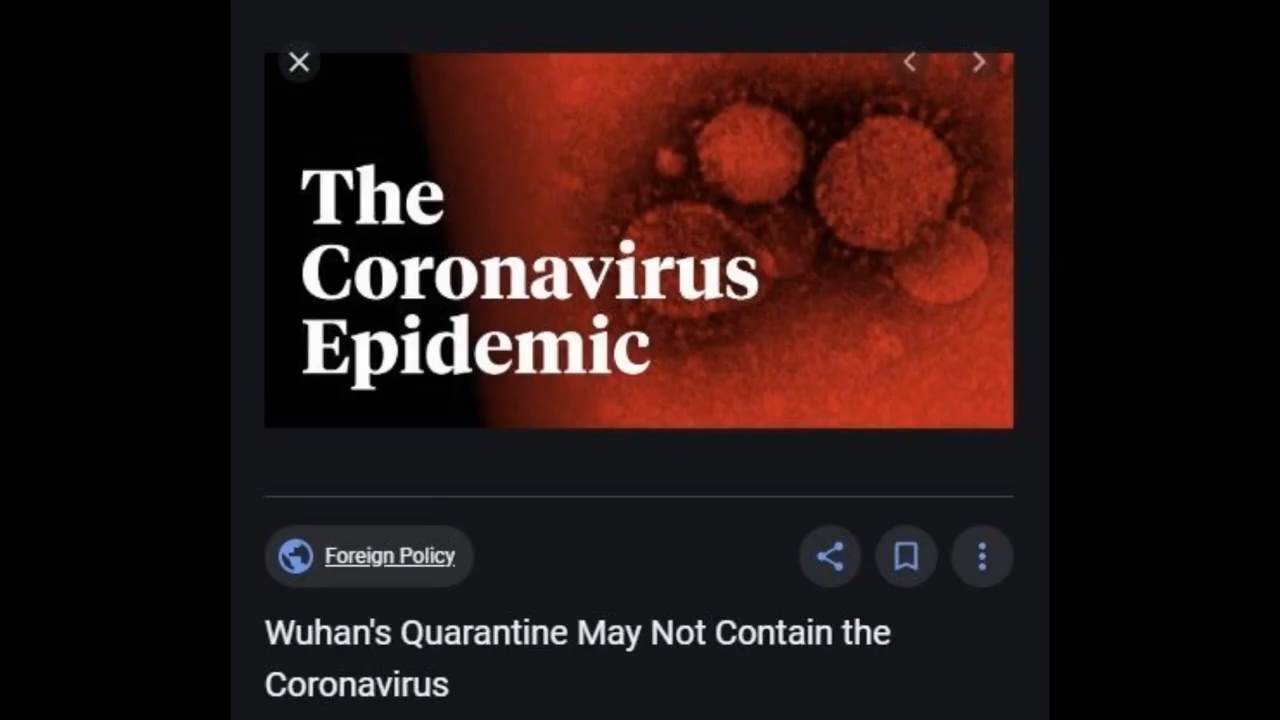 The
Coronavirus
Epidemic
Foreign Policy
Wuhan's Quarantine May Not Contain the
Coronavirus